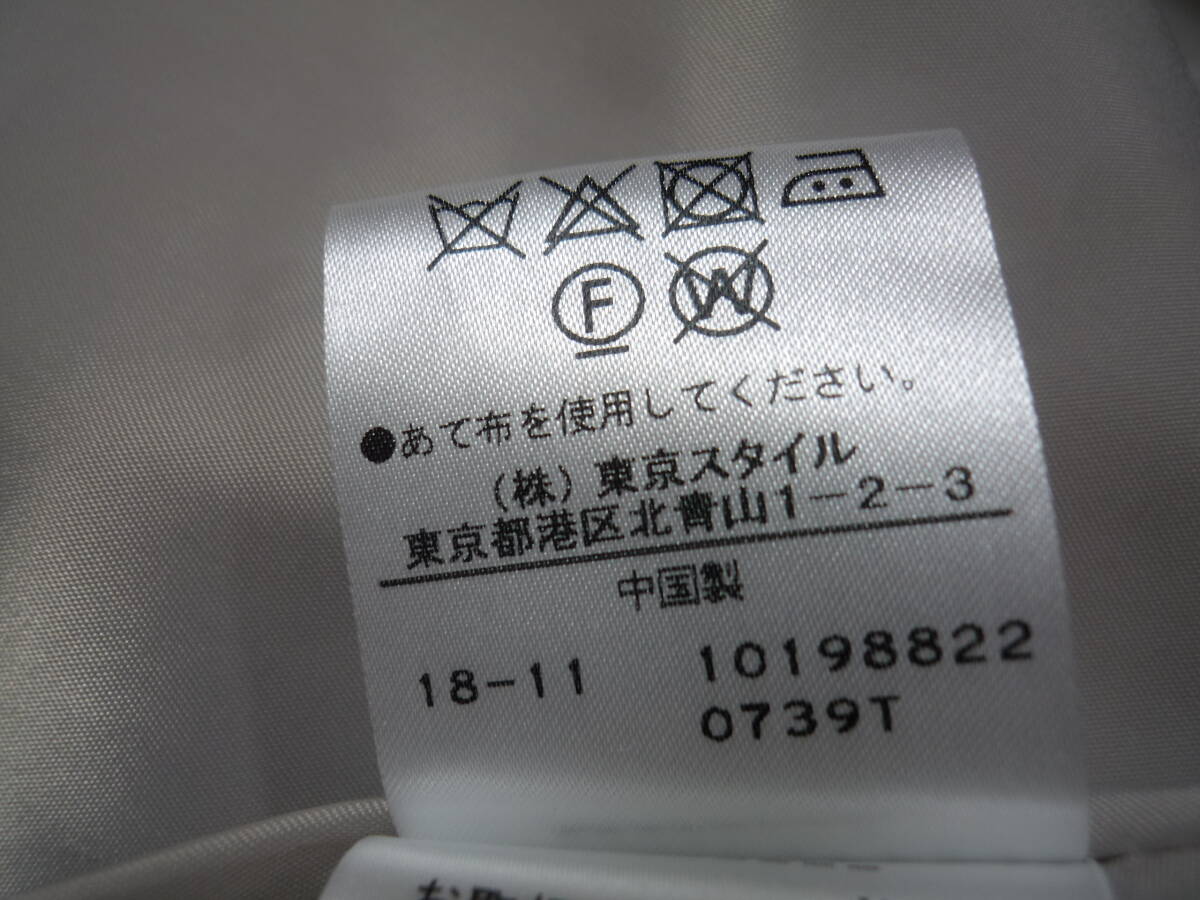 F W
●あて布を使用してください。
(株)東京スタイル
東京都港区北青山1-2-3
中国製
18-11 10198822
0739T